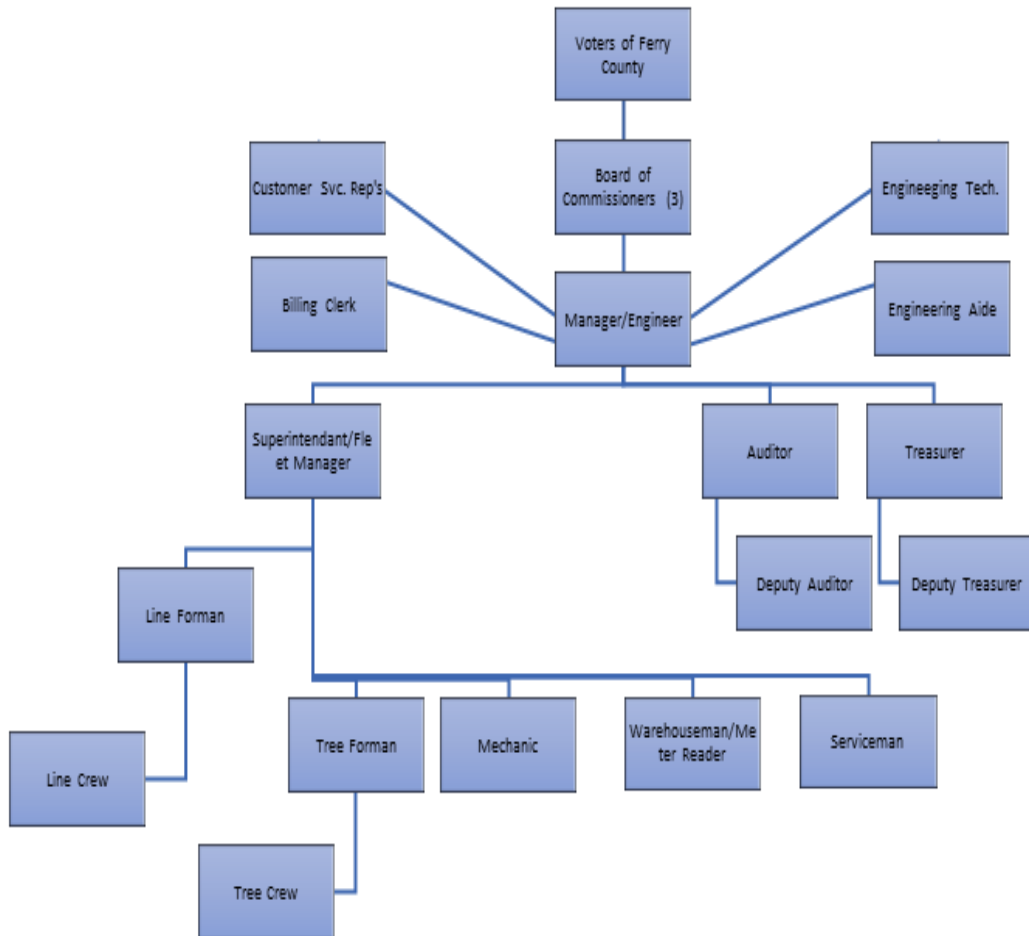 Voters of Ferry
County
Customer Svc. Rep's
Board of
Commissioners (3)
Engineeging Tech.
Billing Clerk
Manager/Engineer
Engineering Aide
Superintendant/Fle
et Manager
Auditor
Treasurer
Deputy Auditor
Deputy Treasurer
Line Forman
Tree Forman
Mechanic
Warehouseman/Me
ter Reader
Serviceman
Line Crew
Tree Crew